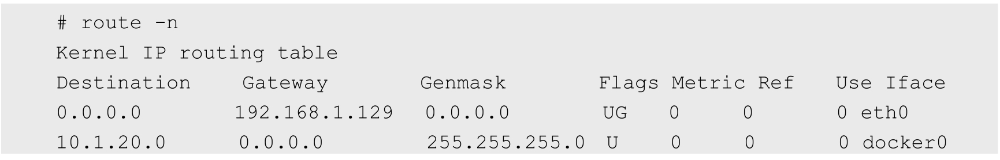 # route -n
Kernel IP routing table
Destination Gateway Genmask Flags Metric Ref Use Iface
0.0.0.0 192.168.1.129 0.0.0.0 UG 0 0 0 eth0
10.1.20.0 0.0.0.0 255.255.255.0 U 0 0 0 docker0